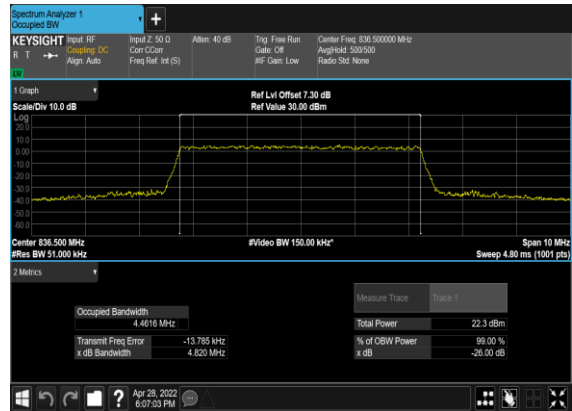 Spectrum Analyzer 1
Occupied BW
KEYSIGHT Input: RF Input Z: 50 Ω Atten: 40 dB Trig: Free Run Center Freq: 836.500000 MHz
R T Coupling: DC Corr CCorr Gate: Off Avg|Hold: 500/500
Align: Auto Freq Ref: Int (S) #IF Gain: Low Radio Std: None
1 Graph
Ref Lvl Offset 7.30 dB
Scale/Div 10.0 dB Ref Value 30.00 dBm
Log
20.0
10.0
0.00
-10.0
-20.0
-30.0
-40.0
-50.0
-60.0
Center 836.500 MHz #Video BW 150.00 kHz* Span 10 MHz
#Res BW 51.000 kHz Sweep 4.80 ms (1001 pts)
2 Metrics
Measure Trace Trace 1
Occupied Bandwidth
4.4616 MHz Total Power 22.3 dBm
Transmit Freq Error -13.785 kHz % of OBW Power 99.00 %
x dB Bandwidth 4.820 MHz x dB -26.00 dB
Apr 28, 2022
6:07:03 PM